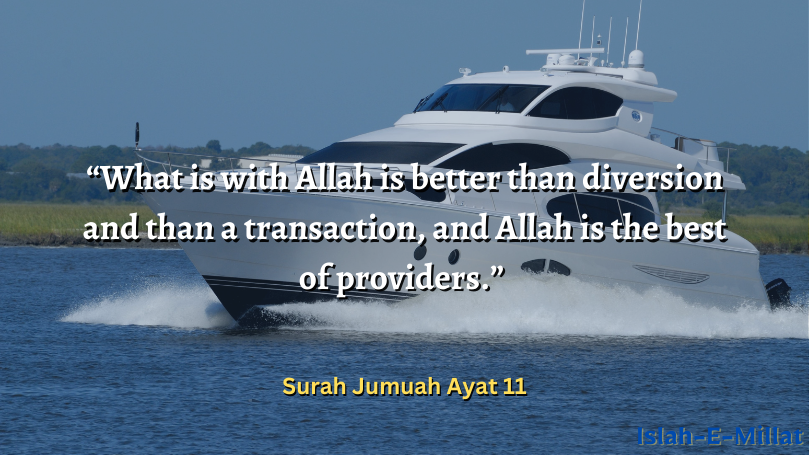 “What is with Allah is better than diversion
and than a transaction, and Allah is the best
of providers.”
Surah Jumuah Ayat 11
Islah-E-Millat